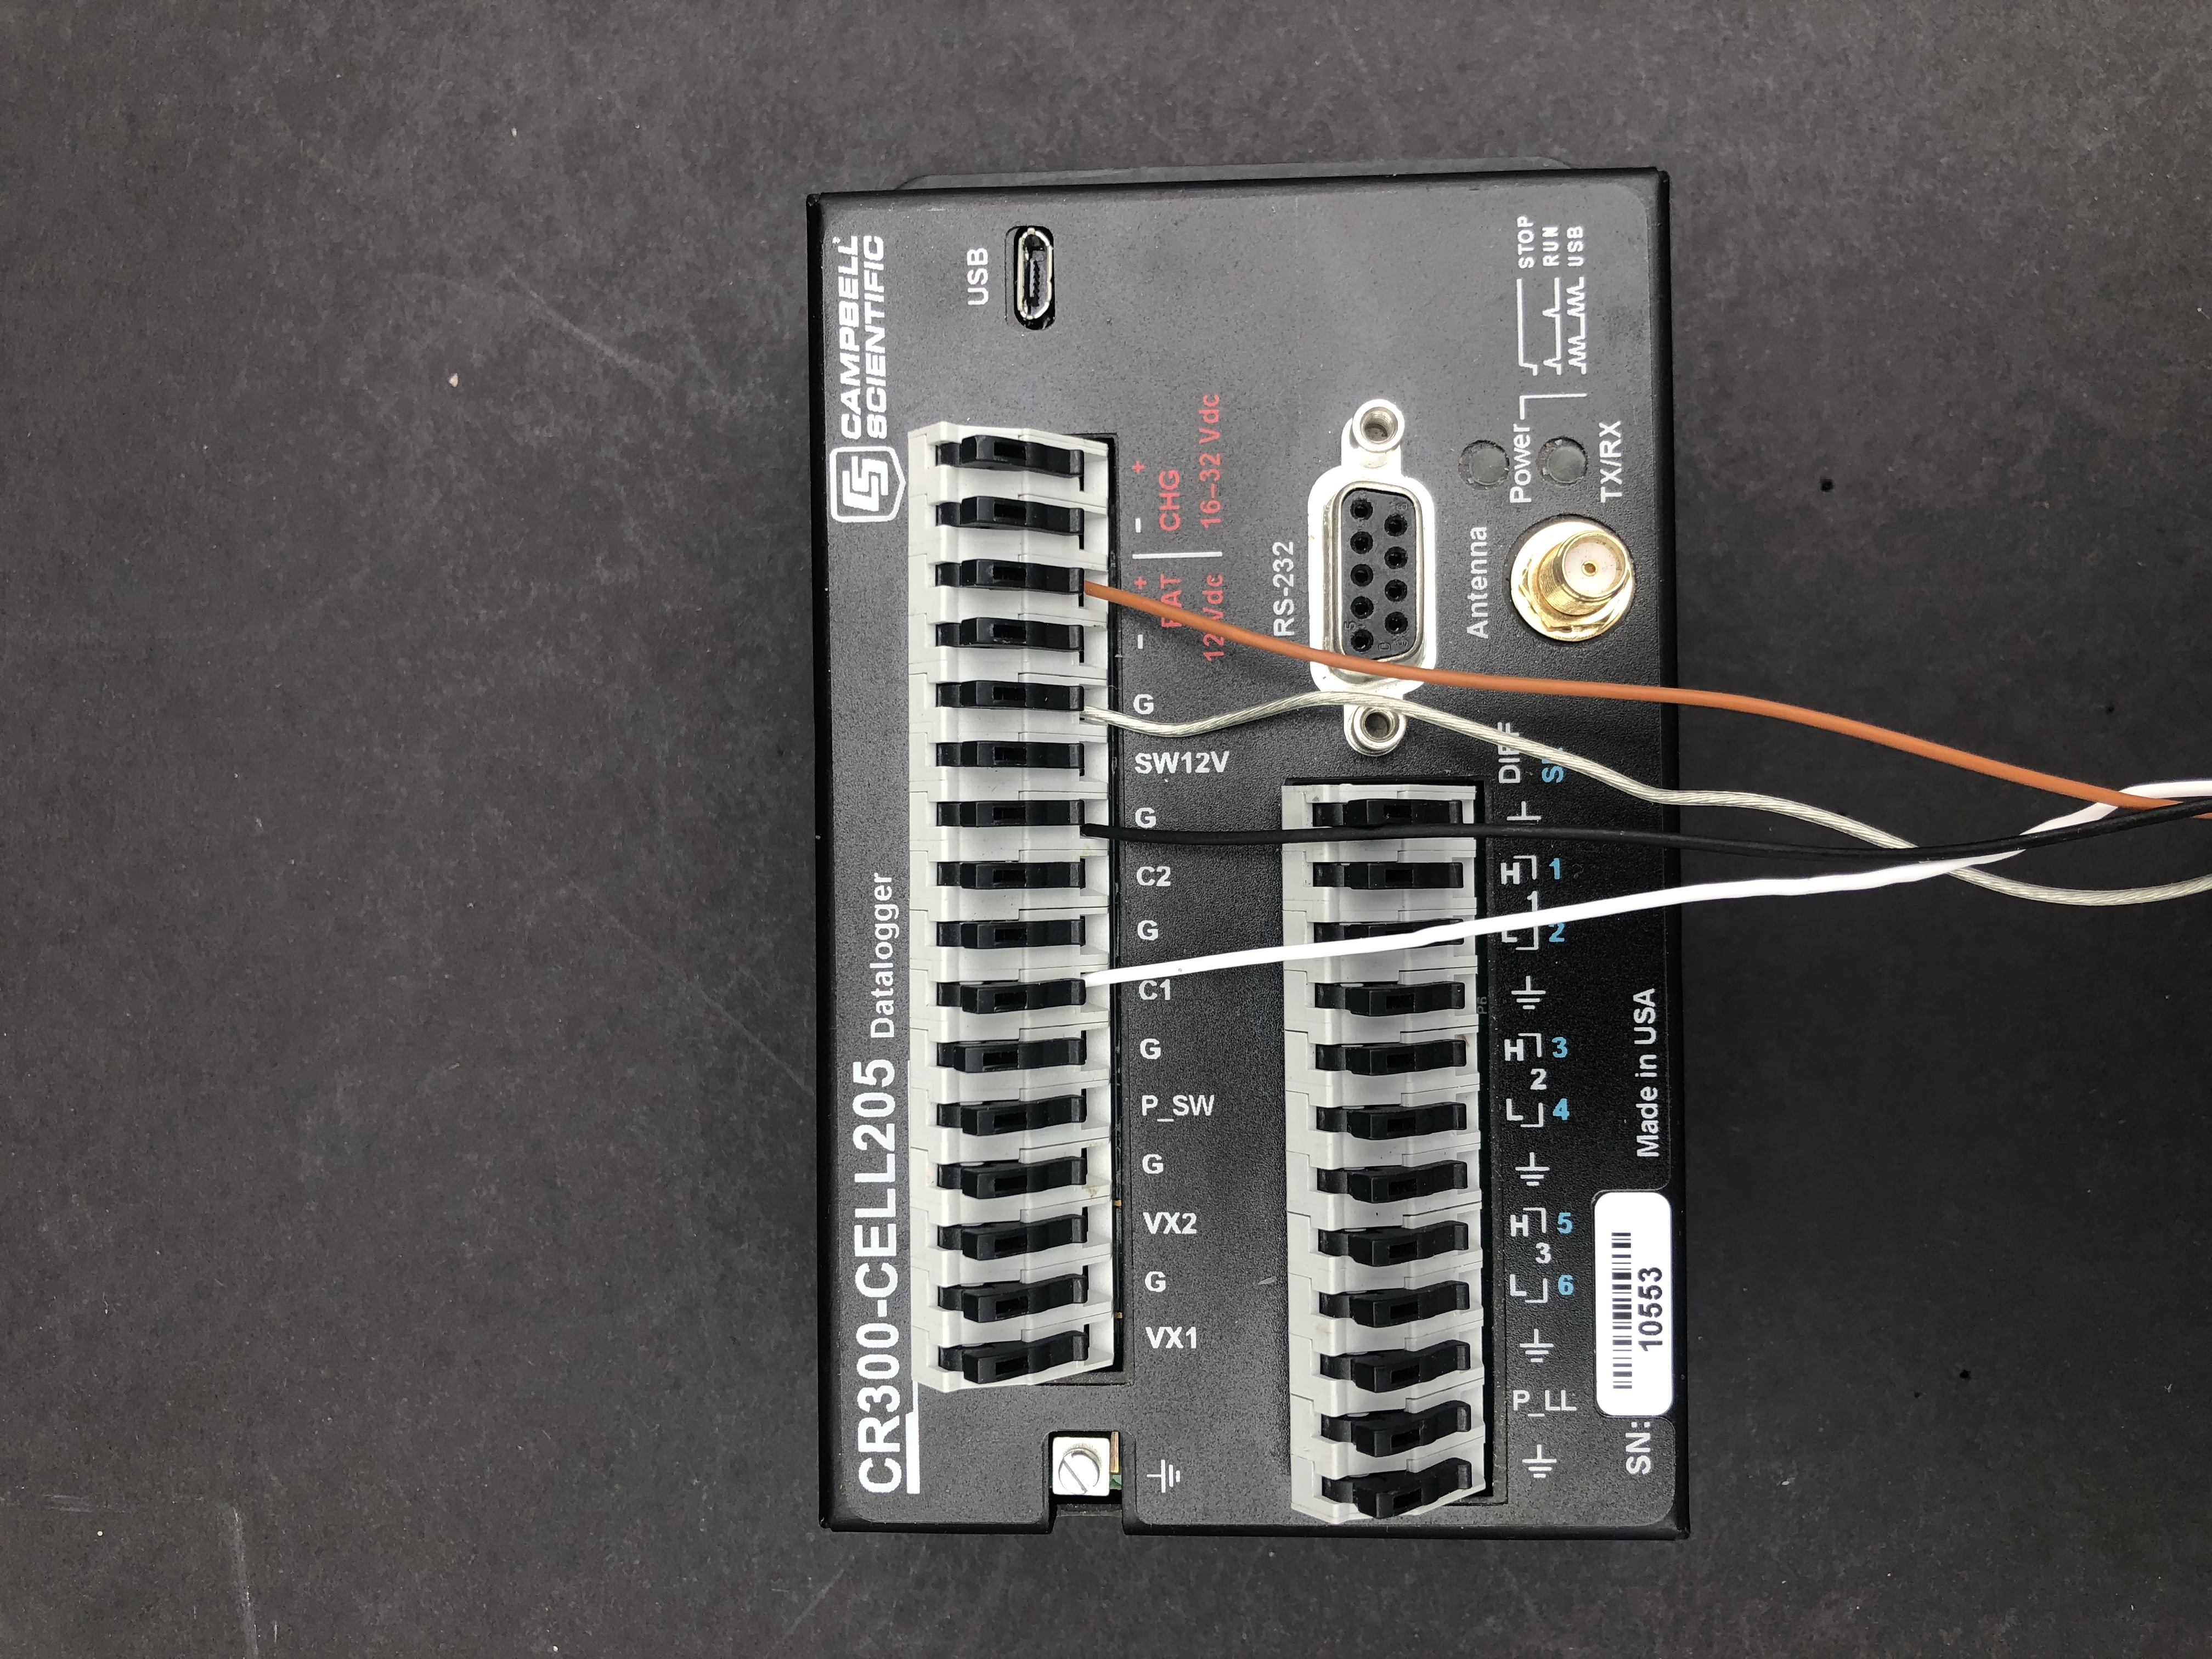 CR300-CELL205 Datalogger
CAMPBELL
SCIENTIFIC
USB
VX1 G VX2 G P_SW G C1 G C2 G SW12V G - + - +
BAT CHG
12 Vdc 16–32 Vdc
RS-232
Antenna
Power
STOP
RUN
USB
TX/RX
P_LL L 3 H L 2 H L 1 H DIFF
6 5 4 3 2 1 SE
P6
SN: 10553
Made in USA